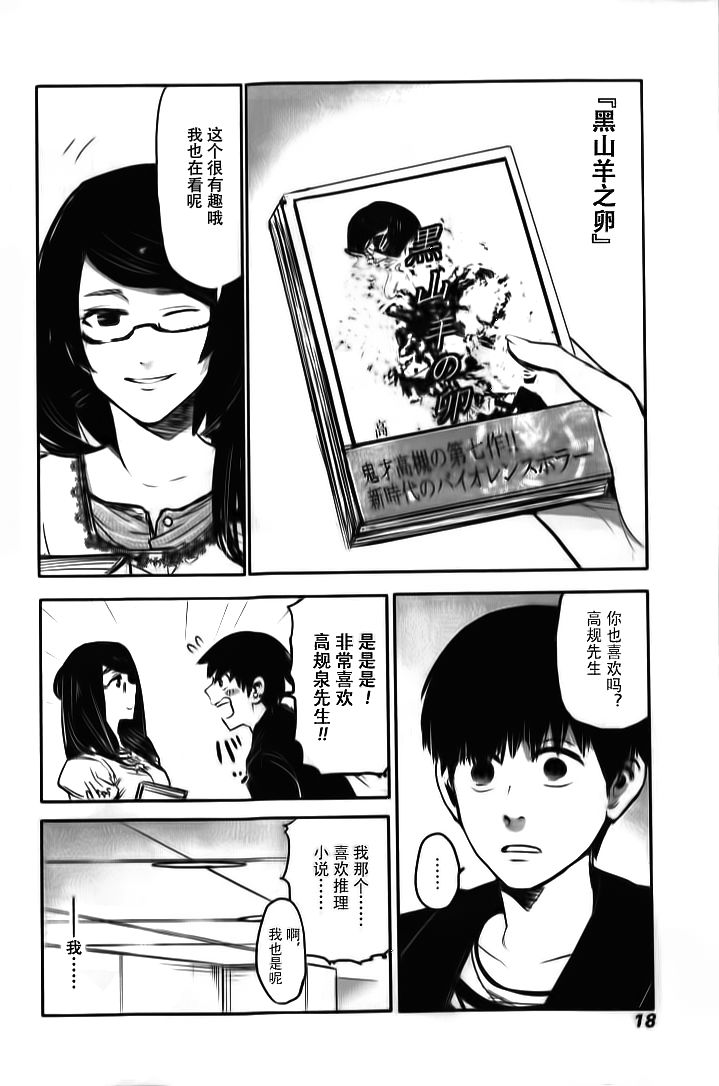 『黑山羊之卵』
黒山羊の卵
高
鬼才高槻の第七作!!
新時代のバイオレンスホラー
这个很有趣哦
我也在看呢
你也喜欢吗？
高规先生
……
是是是！
非常喜欢
高规泉先生!!
我那个……
喜欢推理
小说……
啊，
我也是呢
——我……
18